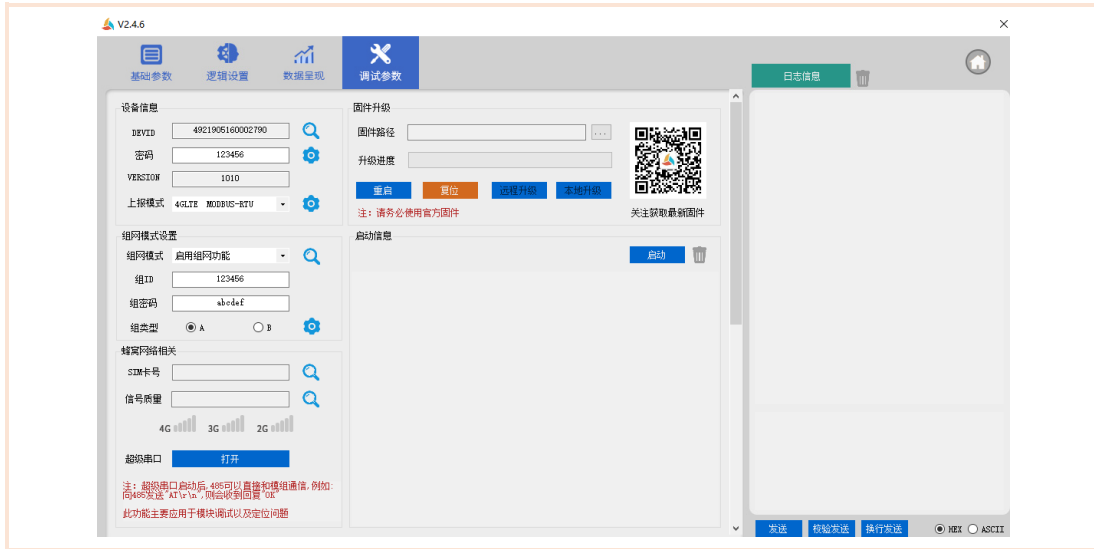 V2.4.6
基础参数
逻辑设置
数据呈现
调试参数
日志信息
设备信息
DEVID 4921905160002790
密码 123456
VERSION 1010
上报模式 4GLTE MODBUS-RTU
组网模式设置
组网模式 启用组网功能
组ID 123456
组密码 abcdef
组类型 A B
蜂窝网络相关
SIM卡号
信号质量
4G 3G 2G
超级串口 打开
注：超级串口启动后,485可以直接和模组通信,例如:
向485发送"AT\r\n",则会收到回复"OK"
此功能主要应用于模块调试以及定位问题
固件升级
固件路径 ...
升级进度
重启 复位 远程升级 本地升级
注：请务必使用官方固件
关注获取最新固件
启动信息
启动
发送 校验发送 换行发送 HEX ASCII